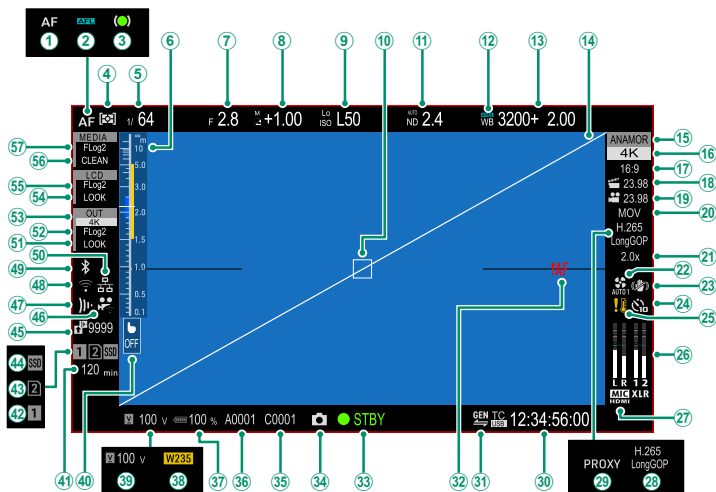 AF AFL
1 2 3
4 5 6 7 8 9 10 11 12 13 14
AF 1/ 64 F 2.8 M +1.00 Lo ISO L50 AUTO ND 2.4 WB 3200+ 2.00
57 MEDIA
FLog2
56 CLEAN
55 LCD
FLog2
54 LOOK
53 OUT
4K
52 FLog2
51 LOOK
50
49
48
47
46
45 P 9999
1 2 SSD
44 SSD
43 2
42 1
120 min
41
m
10
5.0
3.0
2.0
1.5
1.0
0.5
0.1
OFF
40
MF
ANAMOR 15
4K 16
16:9 17
23.98 18
23.98 19
MOV 20
H.265
LongGOP
2.0x 21
22
AUTO1 23
10 24
! 25
26
L R 1 2
MIC XLR
HDMI
27
V 100 V 100 % A0001 C0001 STBY GEN TC USB 12:34:56:00
V 100 V W235
39 38 37 36 35 34 33 32 31 30
PROXY H.265
LongGOP
29 28